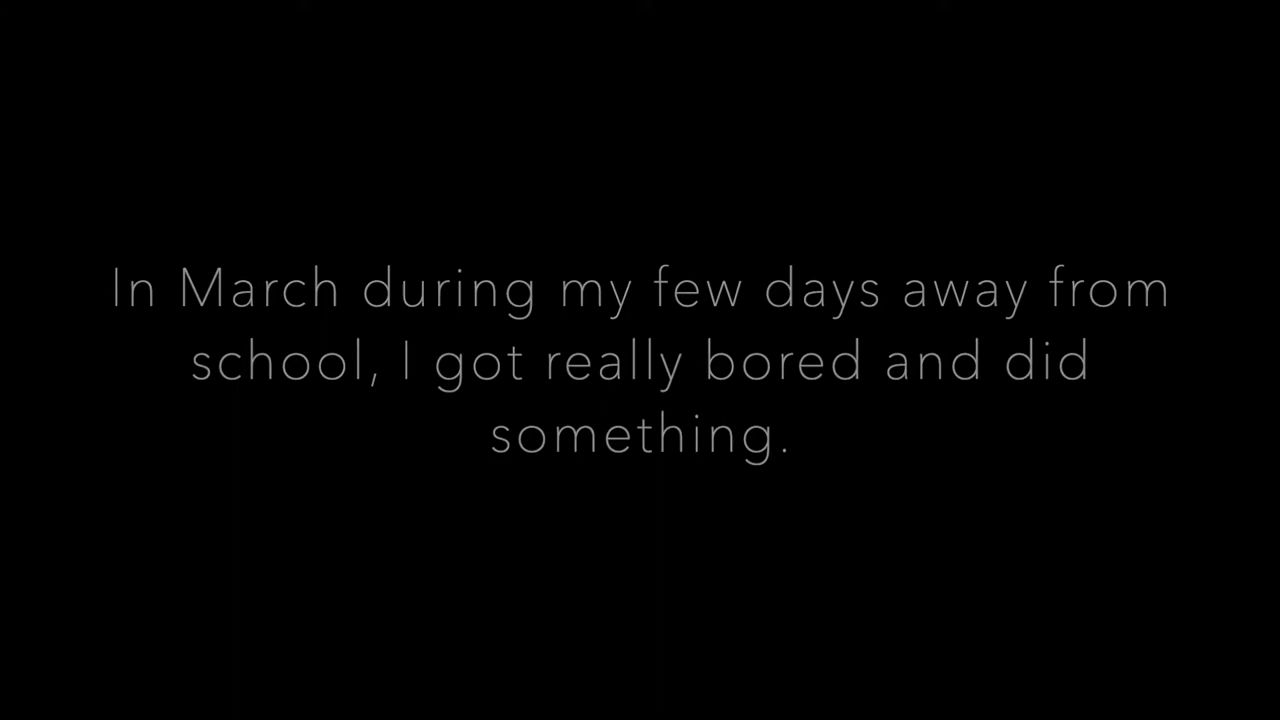 In March during my few days away from
school, I got really bored and did
something.